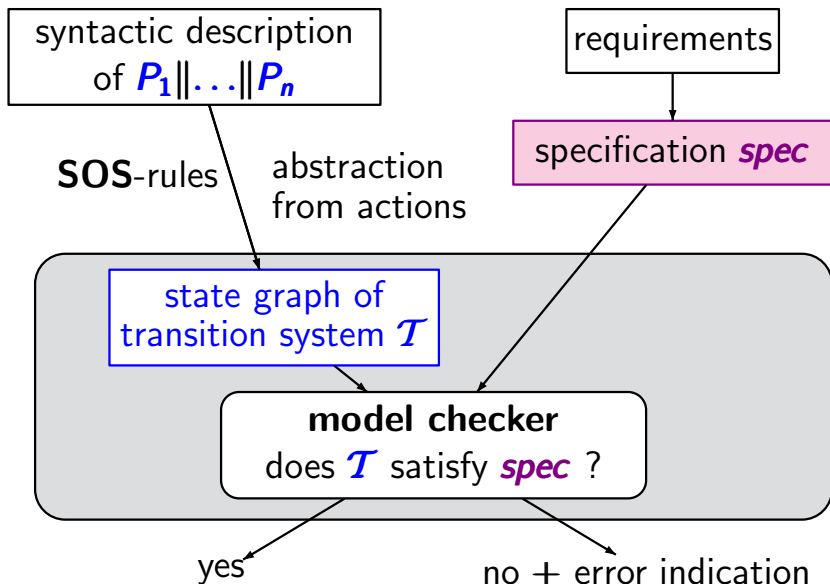 syntactic description
of P₁‖...‖Pₙ
requirements
specification spec
SOS-rules
abstraction
from actions
state graph of
transition system 𝒯
model checker
does 𝒯 satisfy spec ?
yes
no + error indication